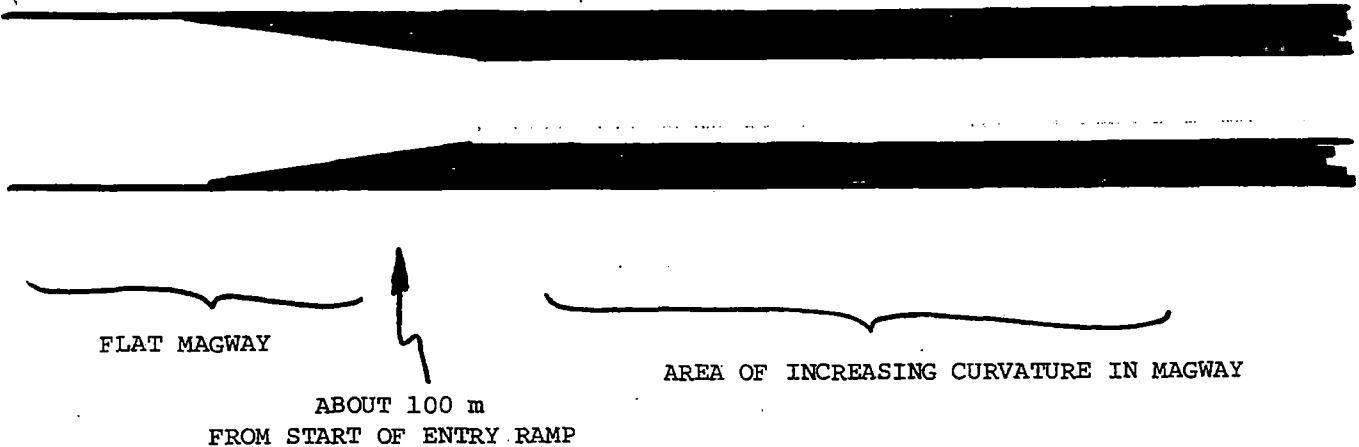 FLAT MAGWAY
AREA OF INCREASING CURVATURE IN MAGWAY
ABOUT 100 m
FROM START OF ENTRY RAMP